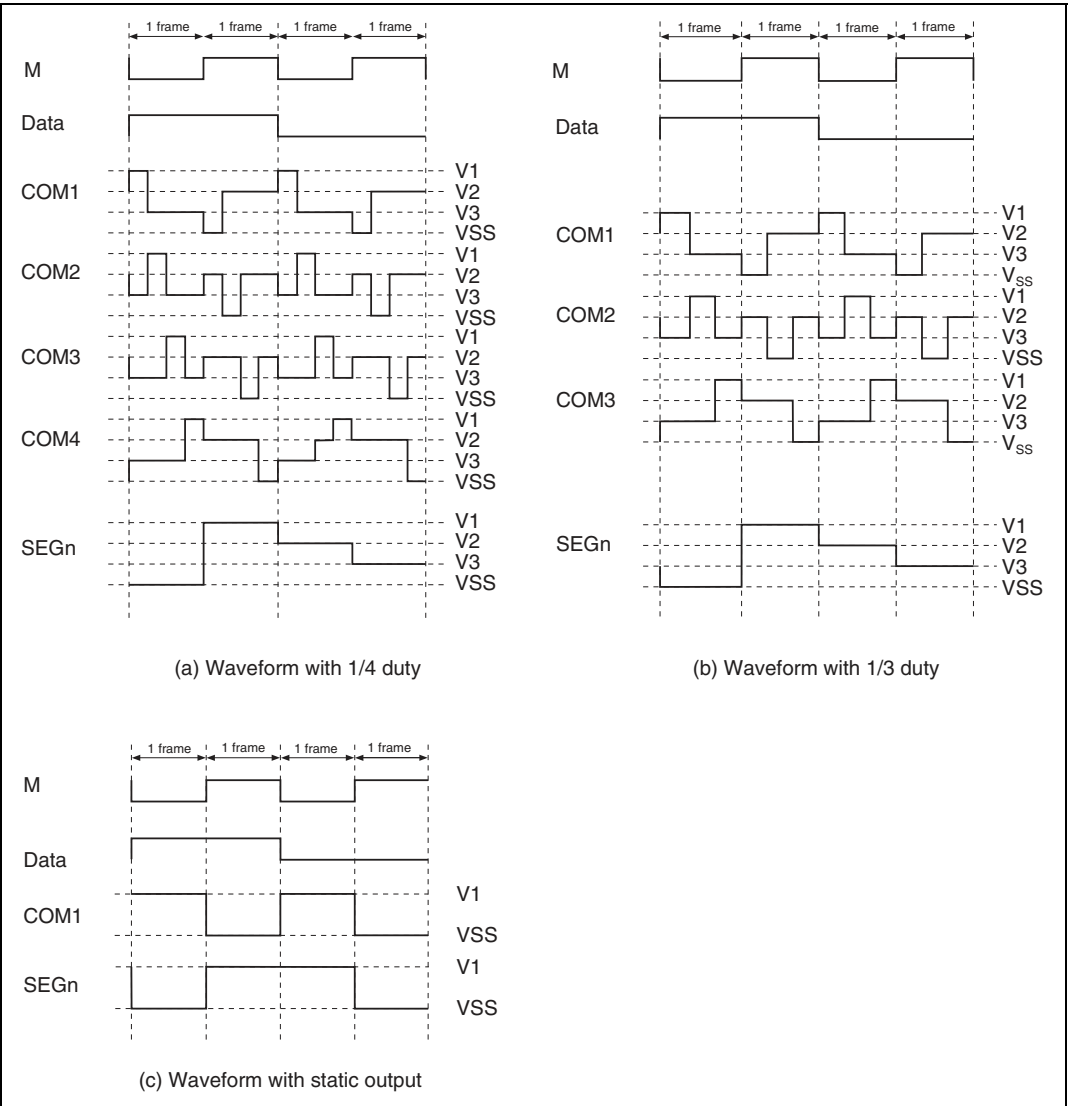 1 frame 1 frame 1 frame 1 frame
M
Data
COM1
V1
V2
V3
VSS
COM2
V1
V2
V3
VSS
COM3
V1
V2
V3
VSS
COM4
V1
V2
V3
VSS
SEGn
V1
V2
V3
VSS
(a) Waveform with 1/4 duty
1 frame 1 frame 1 frame 1 frame
M
Data
COM1
V1
V2
V3
VSS
COM2
V1
V2
V3
VSS
COM3
V1
V2
V3
VSS
SEGn
V1
V2
V3
VSS
(b) Waveform with 1/3 duty
1 frame 1 frame 1 frame 1 frame
M
Data
COM1
V1
VSS
SEGn
V1
VSS
(c) Waveform with static output